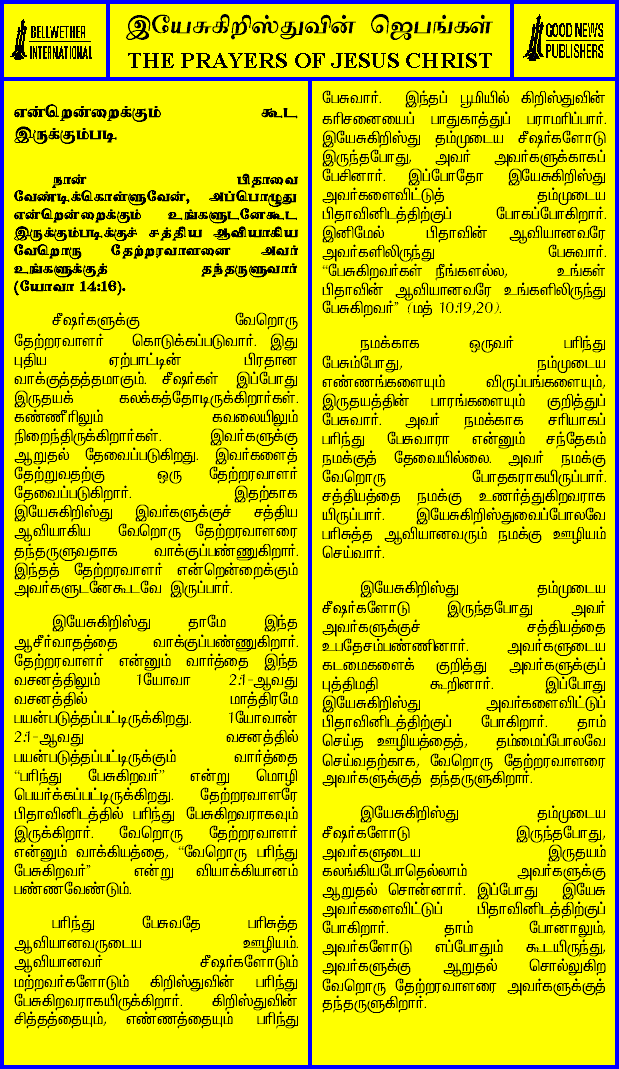 BELLWETHER
INTERNATIONAL
இயேசுகிறிஸ்துவின் ஜெபங்கள்
THE PRAYERS OF JESUS CHRIST
GOOD NEWS
PUBLISHERS
என்றென்றைக்கும் கூட
இருக்கும்படி
நான் பிதாவை
வேண்டிக்கொள்ளுவேன், அப்பொழுது
என்றென்றைக்கும் உங்களுடனேகூட
இருக்கும்படிக்குச் சத்திய ஆவியாகிய
வேறொரு தேற்றரவாளனை அவர்
உங்களுக்குத் தந்தருளுவார்
(யோவா 14:16).
சீஷர்களுக்கு வேறொரு
தேற்றரவாளர் கொடுக்கப்படுவார். இது
புதிய ஏற்பாட்டின் பிரதான
வாக்குத்தத்தமாகும். சீஷர்கள் இப்போது
இருதயக் கலக்கத்தோடிருக்கிறார்கள்.
கண்ணீரிலும் கவலையிலும்
நிறைந்திருக்கிறார்கள். இவர்களுக்கு
ஆறுதல் தேவைப்படுகிறது. இவர்களைத்
தேற்றுவதற்கு ஒரு தேற்றரவாளர்
தேவைப்படுகிறார். இதற்காக
இயேசுகிறிஸ்து இவர்களுக்குச் சத்திய
ஆவியாகிய வேறொரு தேற்றரவாளரை
தந்தருளுவதாக வாக்குப்பண்ணுகிறார்.
இந்தத் தேற்றரவாளர் என்றென்றைக்கும்
அவர்களுடனேகூடவே இருப்பார்.
இயேசுகிறிஸ்து தாமே இந்த
ஆசீர்வாதத்தை வாக்குப்பண்ணுகிறார்.
தேற்றரவாளர் என்னும் வார்த்தை இந்த
வசனத்திலும் 1யோவா 2:1-ஆவது
வசனத்தில் மாத்திரமே
பயன்படுத்தப்பட்டிருக்கிறது. 1யோவான்
2:1-ஆவது வசனத்தில்
பயன்படுத்தப்பட்டிருக்கும் வார்த்தை
“பரிந்து பேசுகிறவர்” என்று மொழி
பெயர்க்கப்பட்டிருக்கிறது. தேற்றரவாளரே
பிதாவினிடத்தில் பரிந்து பேசுகிறவராகவும்
இருக்கிறார். வேறொரு தேற்றரவாளர்
என்னும் வாக்கியத்தை, “வேறொரு பரிந்து
பேசுகிறவர்” என்று வியாக்கியானம்
பண்ணவேண்டும்.
பரிந்து பேசுவதே பரிசுத்த
ஆவியானவருடைய ஊழியம்.
ஆவியானவர் சீஷர்களோடும்
மற்றவர்களோடும் கிறிஸ்துவின் பரிந்து
பேசுகிறவராகயிருக்கிறார். கிறிஸ்துவின்
சித்தத்தையும், எண்ணத்தையும் பரிந்து
பேசுவார். இந்தப் பூமியில் கிறிஸ்துவின்
கரிசனையைப் பாதுகாத்துப் பராமரிப்பார்.
இயேசுகிறிஸ்து தம்முடைய சீஷர்களோடு
இருந்தபோது, அவர் அவர்களுக்காகப்
பேசினார். இப்போதோ இயேசுகிறிஸ்து
அவர்களைவிட்டுத் தம்முடைய
பிதாவினிடத்திற்குப் போகப்போகிறார்.
இனிமேல் பிதாவின் ஆவியானவரே
அவர்களிலிருந்து பேசுவார்.
“பேசுகிறவர்கள் நீங்களல்ல, உங்கள்
பிதாவின் ஆவியானவரே உங்களிலிருந்து
பேசுகிறவர்” (மத் 10:19,20).
நமக்காக ஒருவர் பரிந்து
பேசும்போது, நம்முடைய
எண்ணங்களையும் விருப்பங்களையும்,
இருதயத்தின் பாரங்களையும் குறித்துப்
பேசுவார். அவர் நமக்காக சரியாகப்
பரிந்து பேசுவாரா என்னும் சந்தேகம்
நமக்குத் தேவையில்லை. அவர் நமக்கு
வேறொரு போதகராகயிருப்பார்.
சத்தியத்தை நமக்கு உணர்த்துகிறவராக
யிருப்பார். இயேசுகிறிஸ்துவைப்போலவே
பரிசுத்த ஆவியானவரும் நமக்கு ஊழியம்
செய்வார்.
இயேசுகிறிஸ்து தம்முடைய
சீஷர்களோடு இருந்தபோது அவர்
அவர்களுக்குச் சத்தியத்தை
உபதேசம்பண்ணினார். அவர்களுடைய
கடமைகளைக் குறித்து அவர்களுக்குப்
புத்திமதி கூறினார். இப்போது
இயேசுகிறிஸ்து அவர்களைவிட்டுப்
பிதாவினிடத்திற்குப் போகிறார். தாம்
செய்த ஊழியத்தைத், தம்மைப்போலவே
செய்வதற்காக, வேறொரு தேற்றரவாளரை
அவர்களுக்குத் தந்தருளுகிறார்.
இயேசுகிறிஸ்து தம்முடைய
சீஷர்களோடு இருந்தபோது,
அவர்களுடைய இருதயம்
கலங்கியபோதெல்லாம் அவர்களுக்கு
ஆறுதல் சொன்னார். இப்போது இயேசு
அவர்களைவிட்டுப் பிதாவினிடத்திற்குப்
போகிறார். தாம் போனாலும்,
அவர்களோடு எப்போதும் கூடயிருந்து,
அவர்களுக்கு ஆறுதல் சொல்லுகிற
வேறொரு தேற்றரவாளரை அவர்களுக்குத்
தந்தருளுகிறார்.